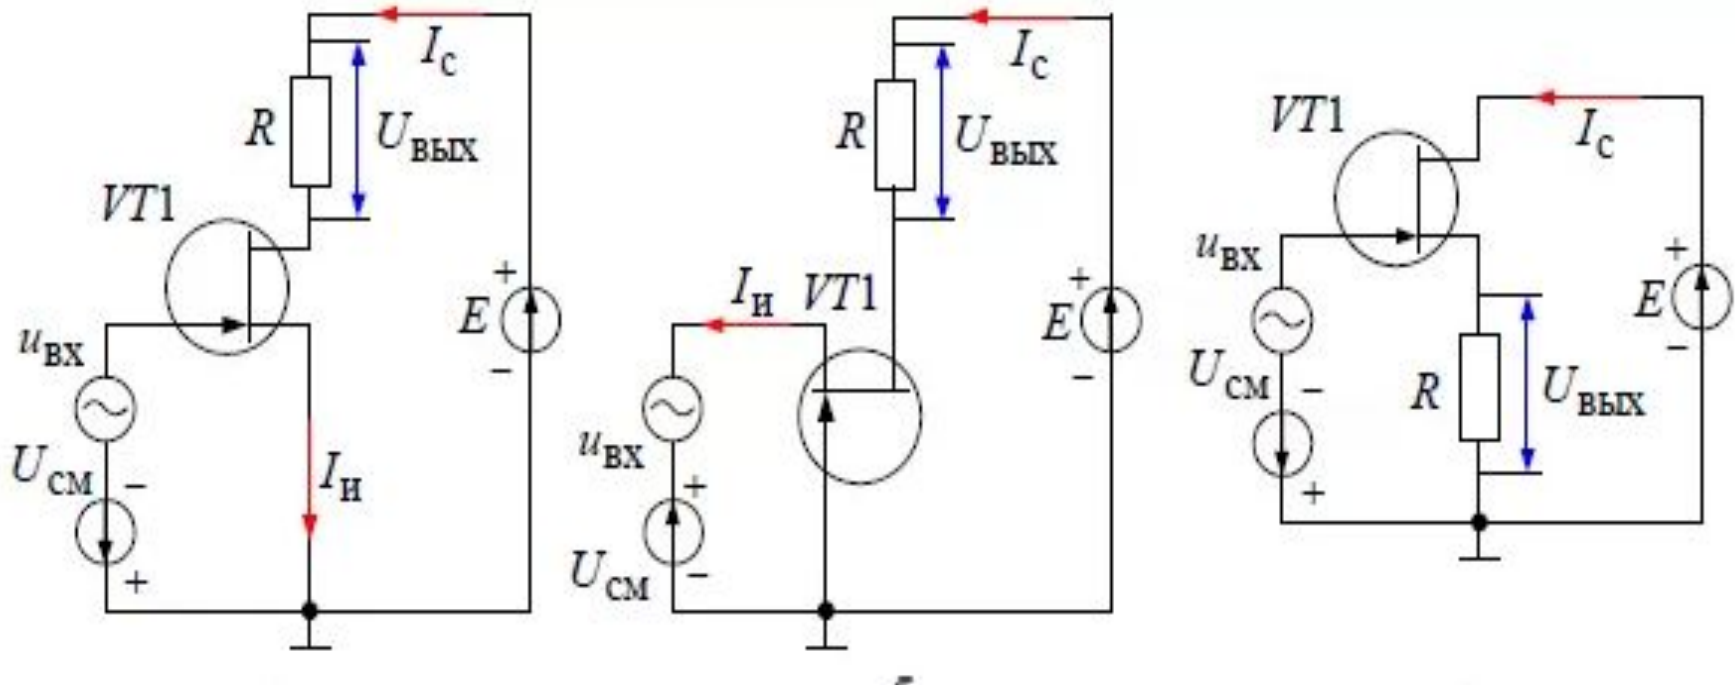 I_с
R
U_вых
VT1
u_вх
E
+
−
U_см
−
+
I_и
I_с
R
U_вых
I_и
VT1
u_вх
E
+
−
+
U_см
−
VT1
I_с
u_вх
U_см
−
+
R
U_вых
E
+
−